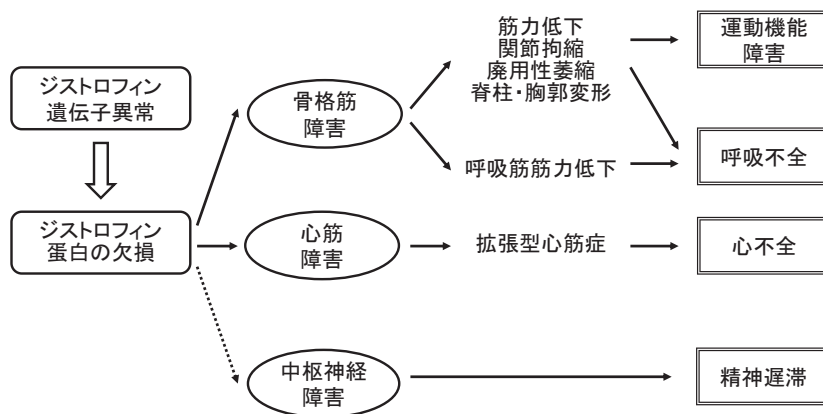 ジストロフィン
遺伝子異常
ジストロフィン
蛋白の欠損
骨格筋
障害
心筋
障害
中枢神経
障害
筋力低下
関節拘縮
廃用性萎縮
脊柱・胸郭変形
呼吸筋筋力低下
拡張型心筋症
運動機能
障害
呼吸不全
心不全
精神遅滞